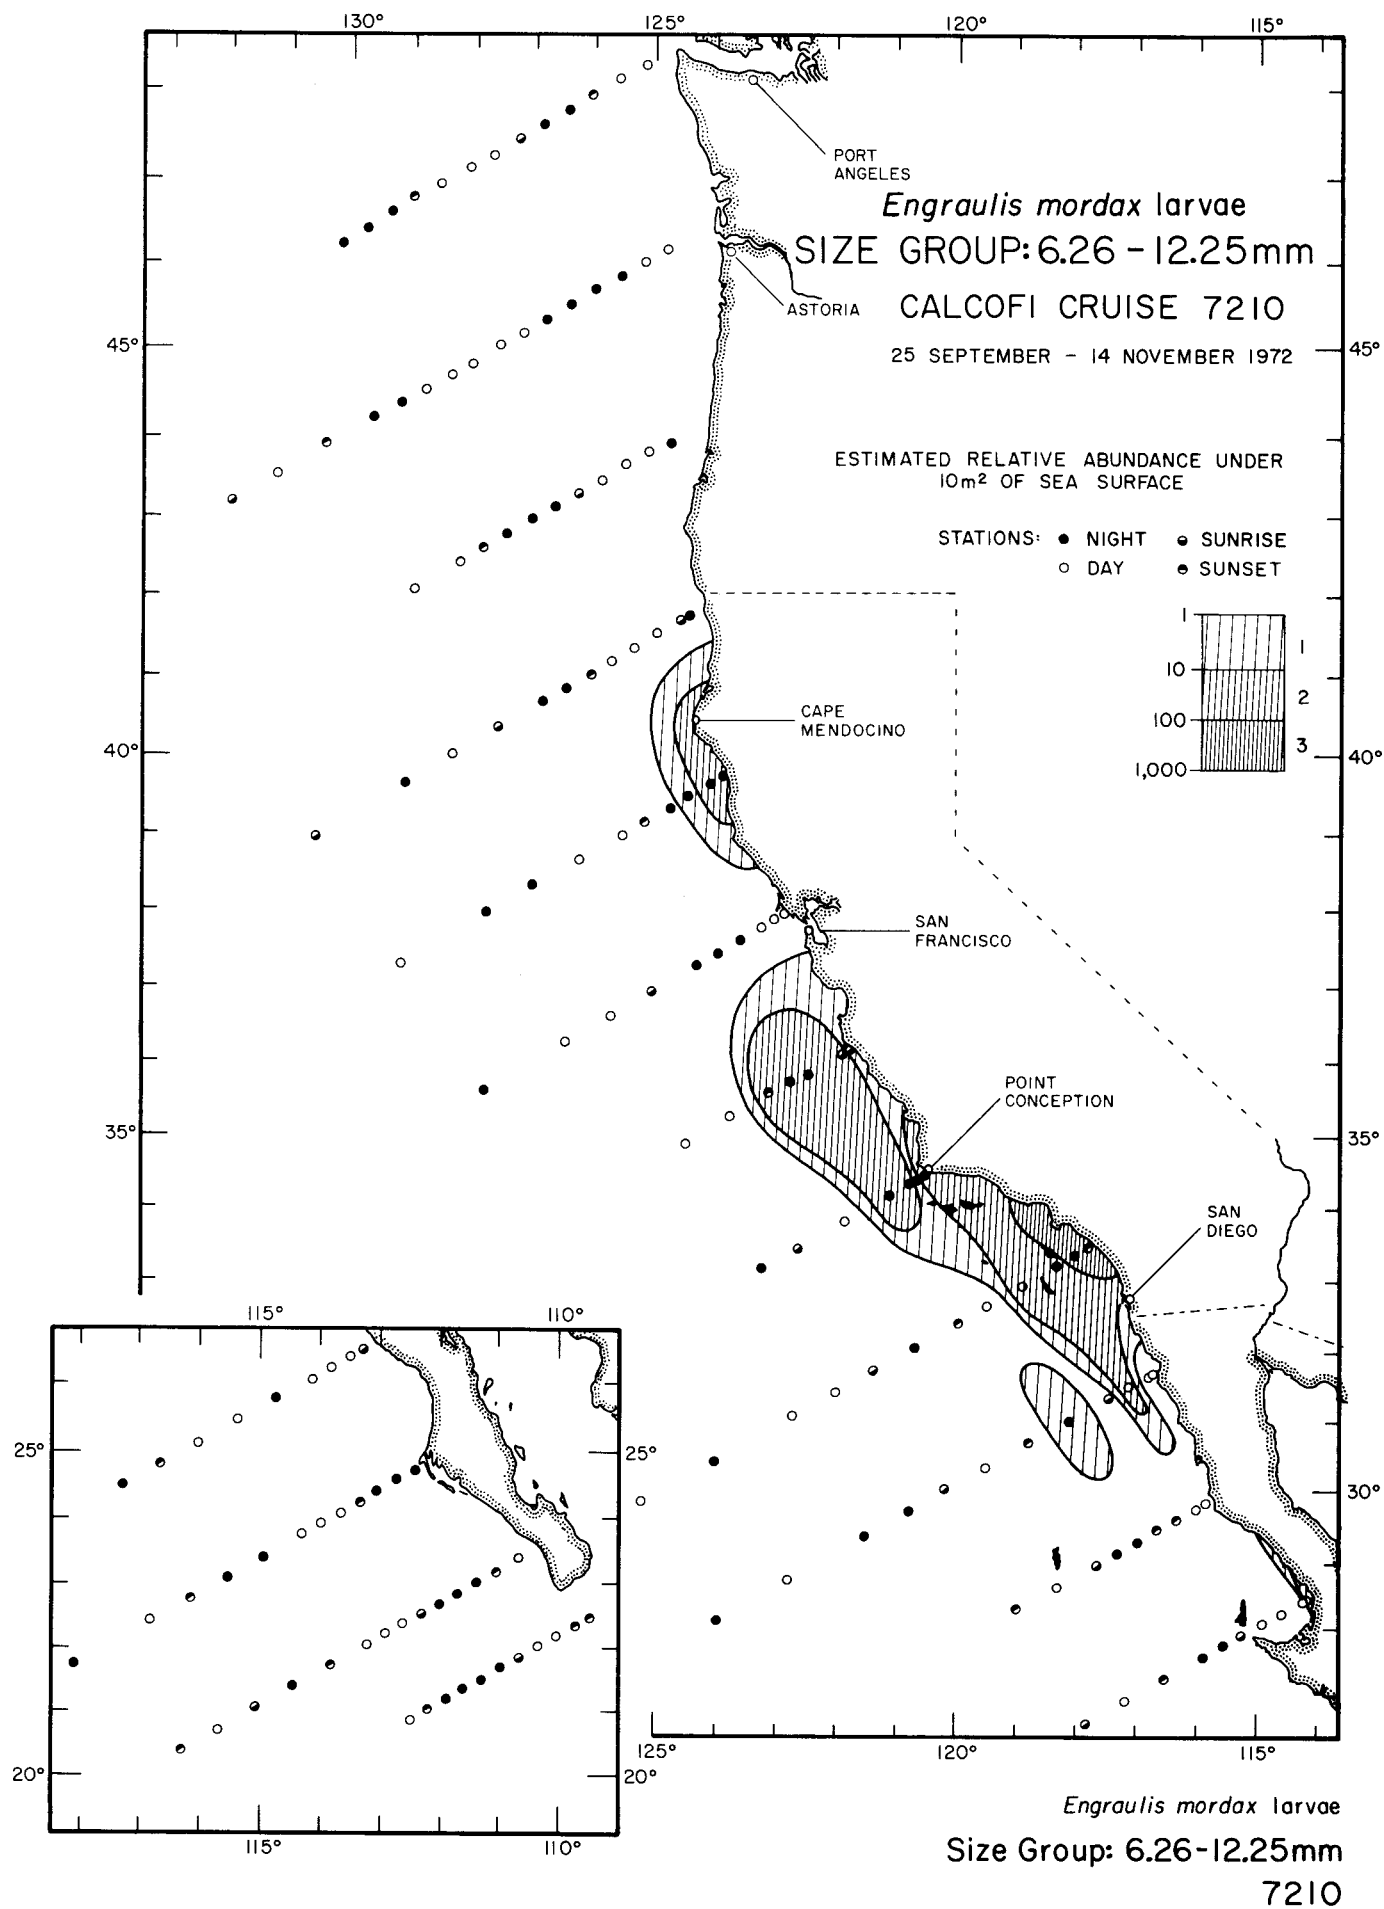 130° 125° 120° 115°
PORT
ANGELES
Engraulis mordax larvae
SIZE GROUP: 6.26 - 12.25mm
ASTORIA
CALCOFI CRUISE 7210
25 SEPTEMBER - 14 NOVEMBER 1972
45° 45°
ESTIMATED RELATIVE ABUNDANCE UNDER
10m² OF SEA SURFACE
STATIONS: NIGHT SUNRISE
DAY SUNSET
1
1
10
2
100
3
1,000
CAPE
MENDOCINO
40° 40°
SAN
FRANCISCO
POINT
CONCEPTION
35° 35°
SAN
DIEGO
115° 110°
25° 25°
30°
125° 120° 115°
20° 20°
115° 110°
Engraulis mordax larvae
Size Group: 6.26-12.25mm
7210